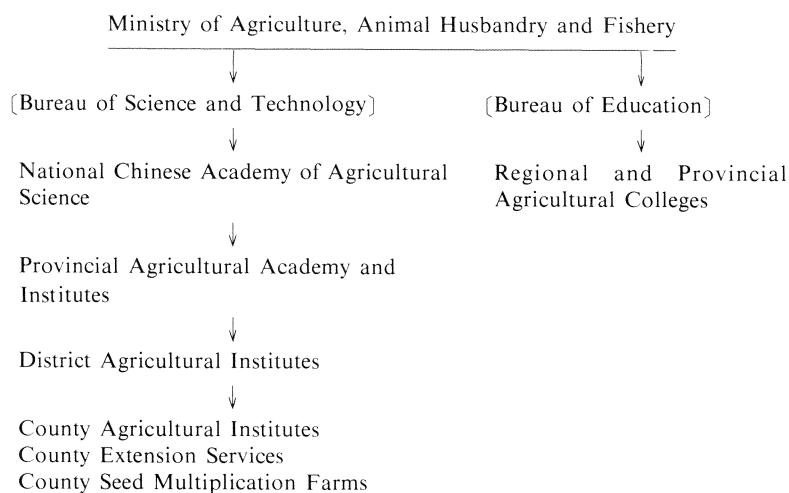 Ministry of Agriculture, Animal Husbandry and Fishery
[Bureau of Science and Technology]
[Bureau of Education]
National Chinese Academy of Agricultural
Science
Regional and Provincial
Agricultural Colleges
Provincial Agricultural Academy and
Institutes
District Agricultural Institutes
County Agricultural Institutes
County Extension Services
County Seed Multiplication Farms